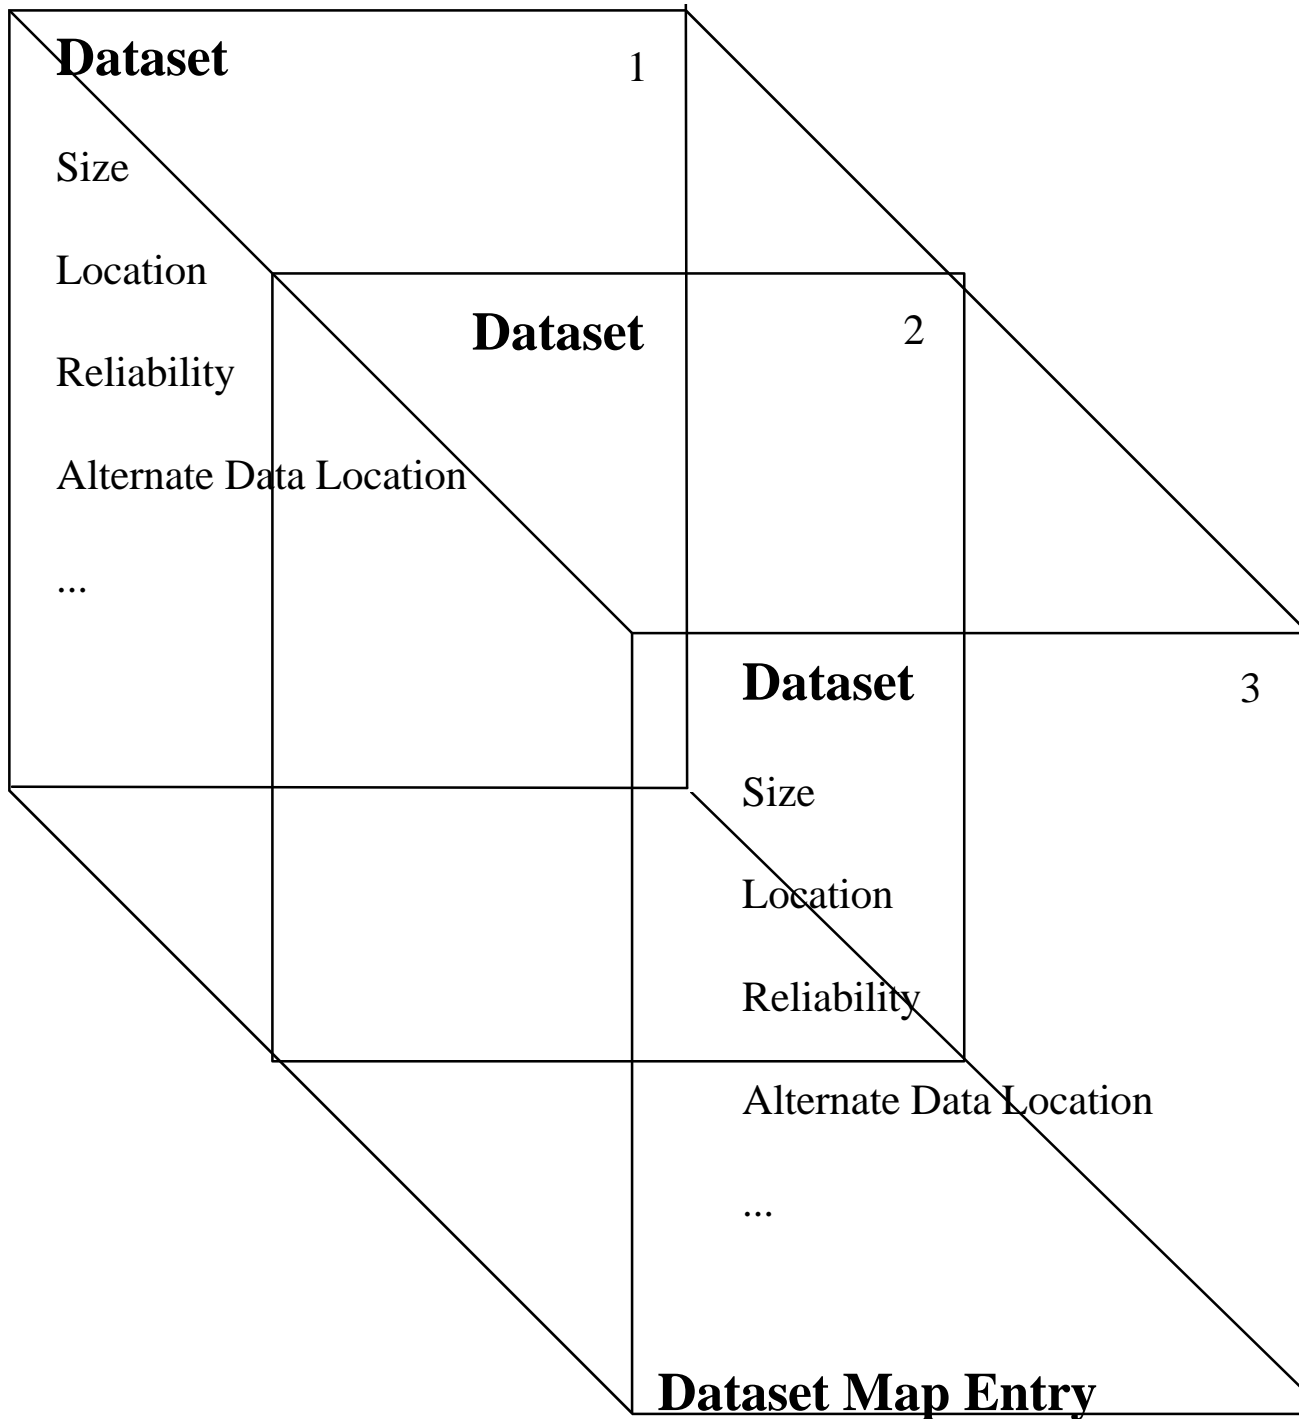 Dataset
1
Size
Location
Reliability
Alternate Data Location
...
Dataset
2
Dataset
3
Size
Location
Reliability
Alternate Data Location
...
Dataset Map Entry